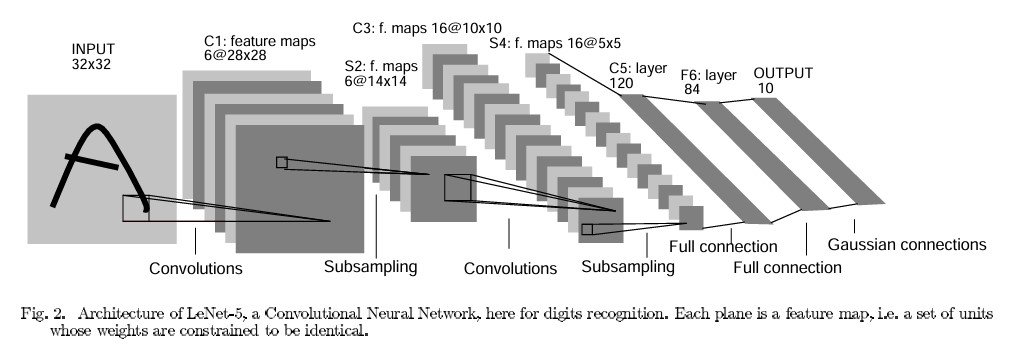 INPUT
32x32
C1: feature maps
6@28x28
S2: f. maps
6@14x14
C3: f. maps 16@10x10
S4: f. maps 16@5x5
C5: layer
120
F6: layer
84
OUTPUT
10
Convolutions
Subsampling
Convolutions
Subsampling
Full connection
Full connection
Gaussian connections
Fig. 2. Architecture of LeNet-5, a Convolutional Neural Network, here for digits recognition. Each plane is a feature map, i.e. a set of units
whose weights are constrained to be identical.